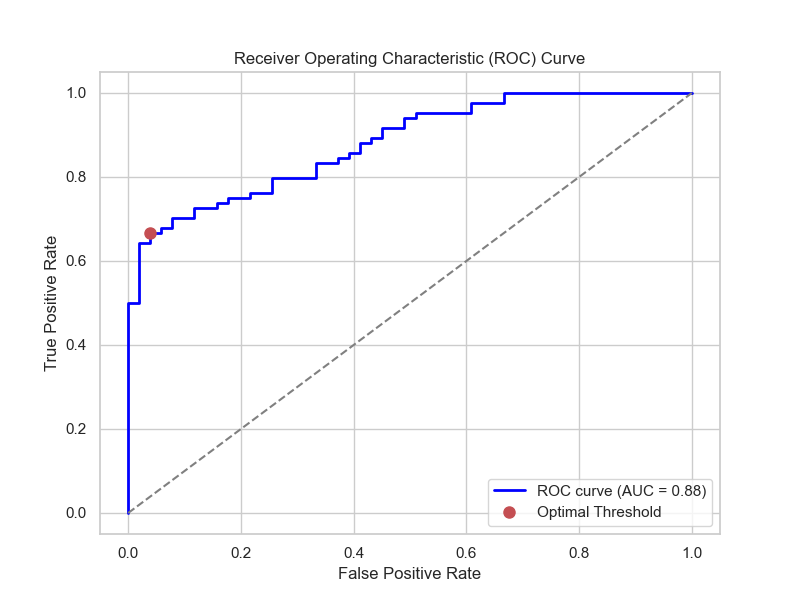 Receiver Operating Characteristic (ROC) Curve
True Positive Rate
1.0
0.8
0.6
0.4
0.2
0.0
ROC curve (AUC = 0.88)
Optimal Threshold
0.0 0.2 0.4 0.6 0.8 1.0
False Positive Rate